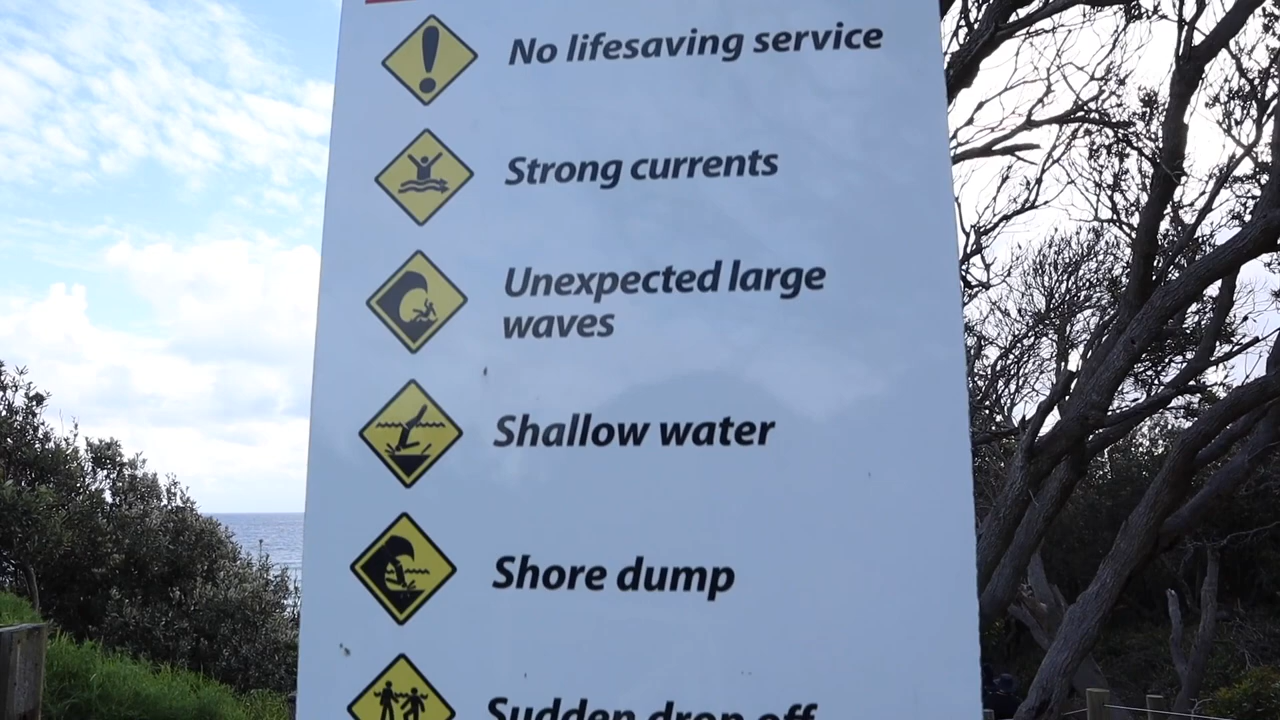 No lifesaving service
Strong currents
Unexpected large
waves
Shallow water
Shore dump
Sudden drop off